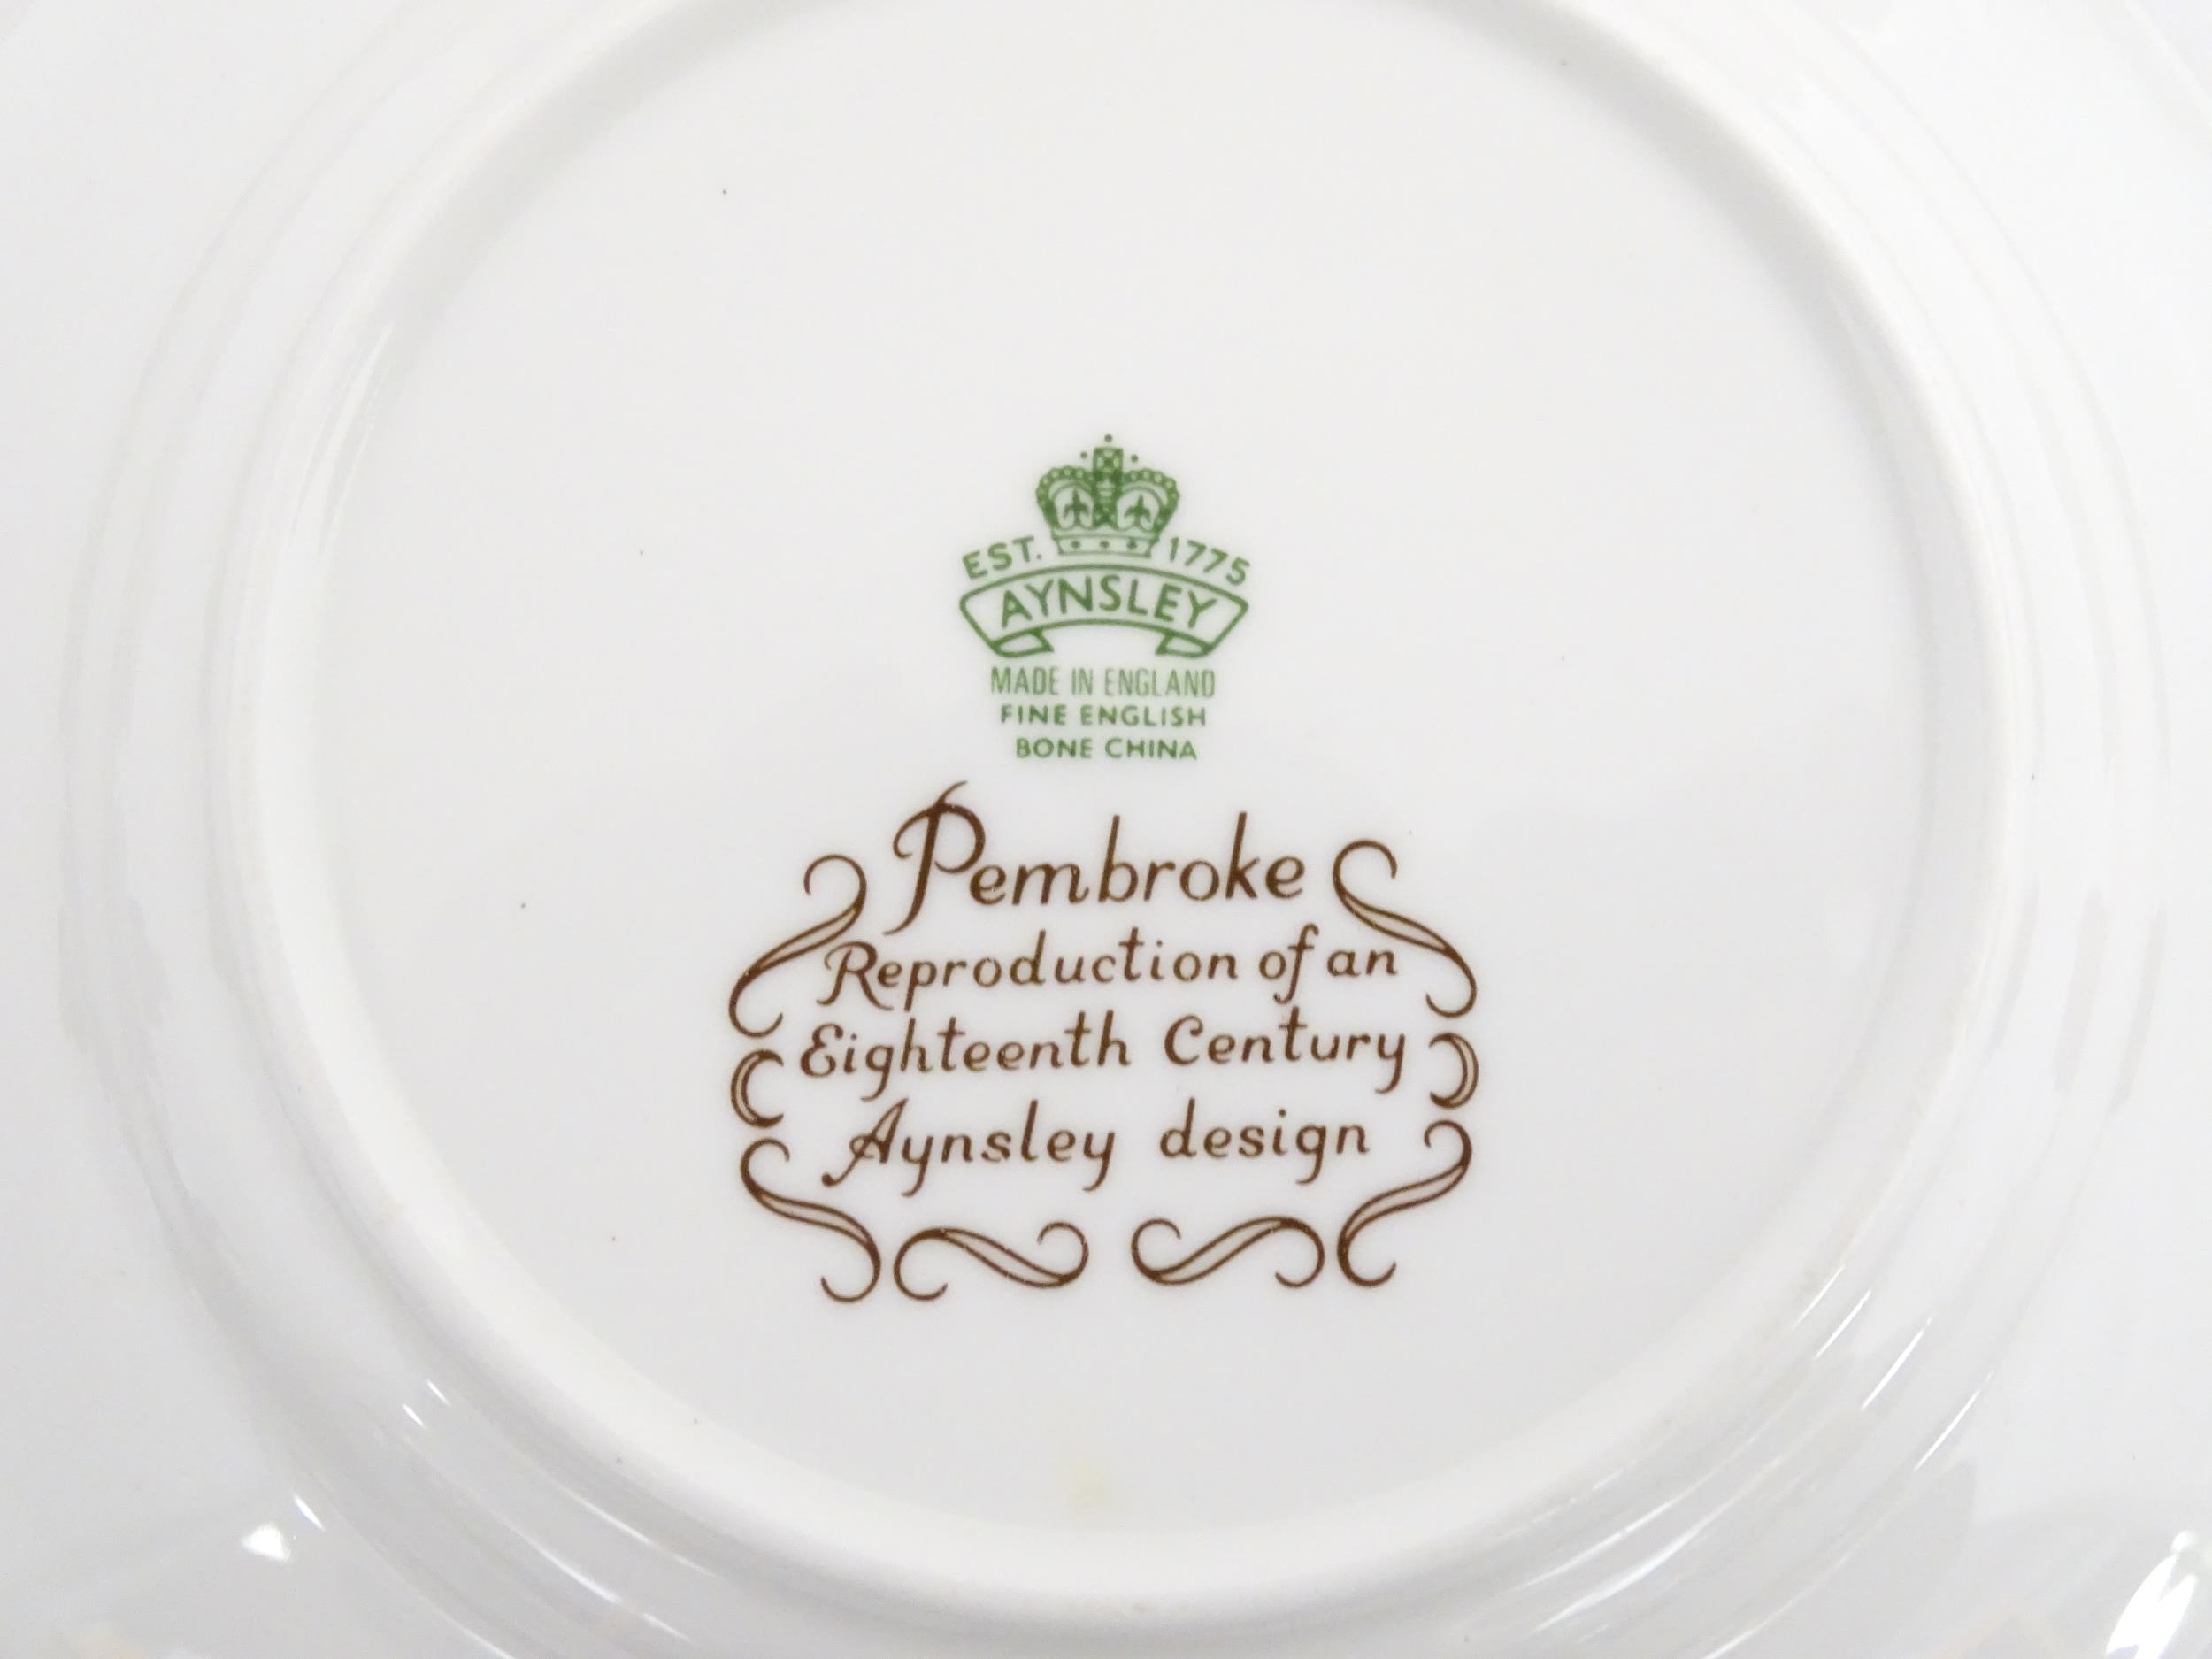 EST. 1775
AYNSLEY
MADE IN ENGLAND
FINE ENGLISH
BONE CHINA
Pembroke
Reproduction of an
Eighteenth Century
Aynsley design